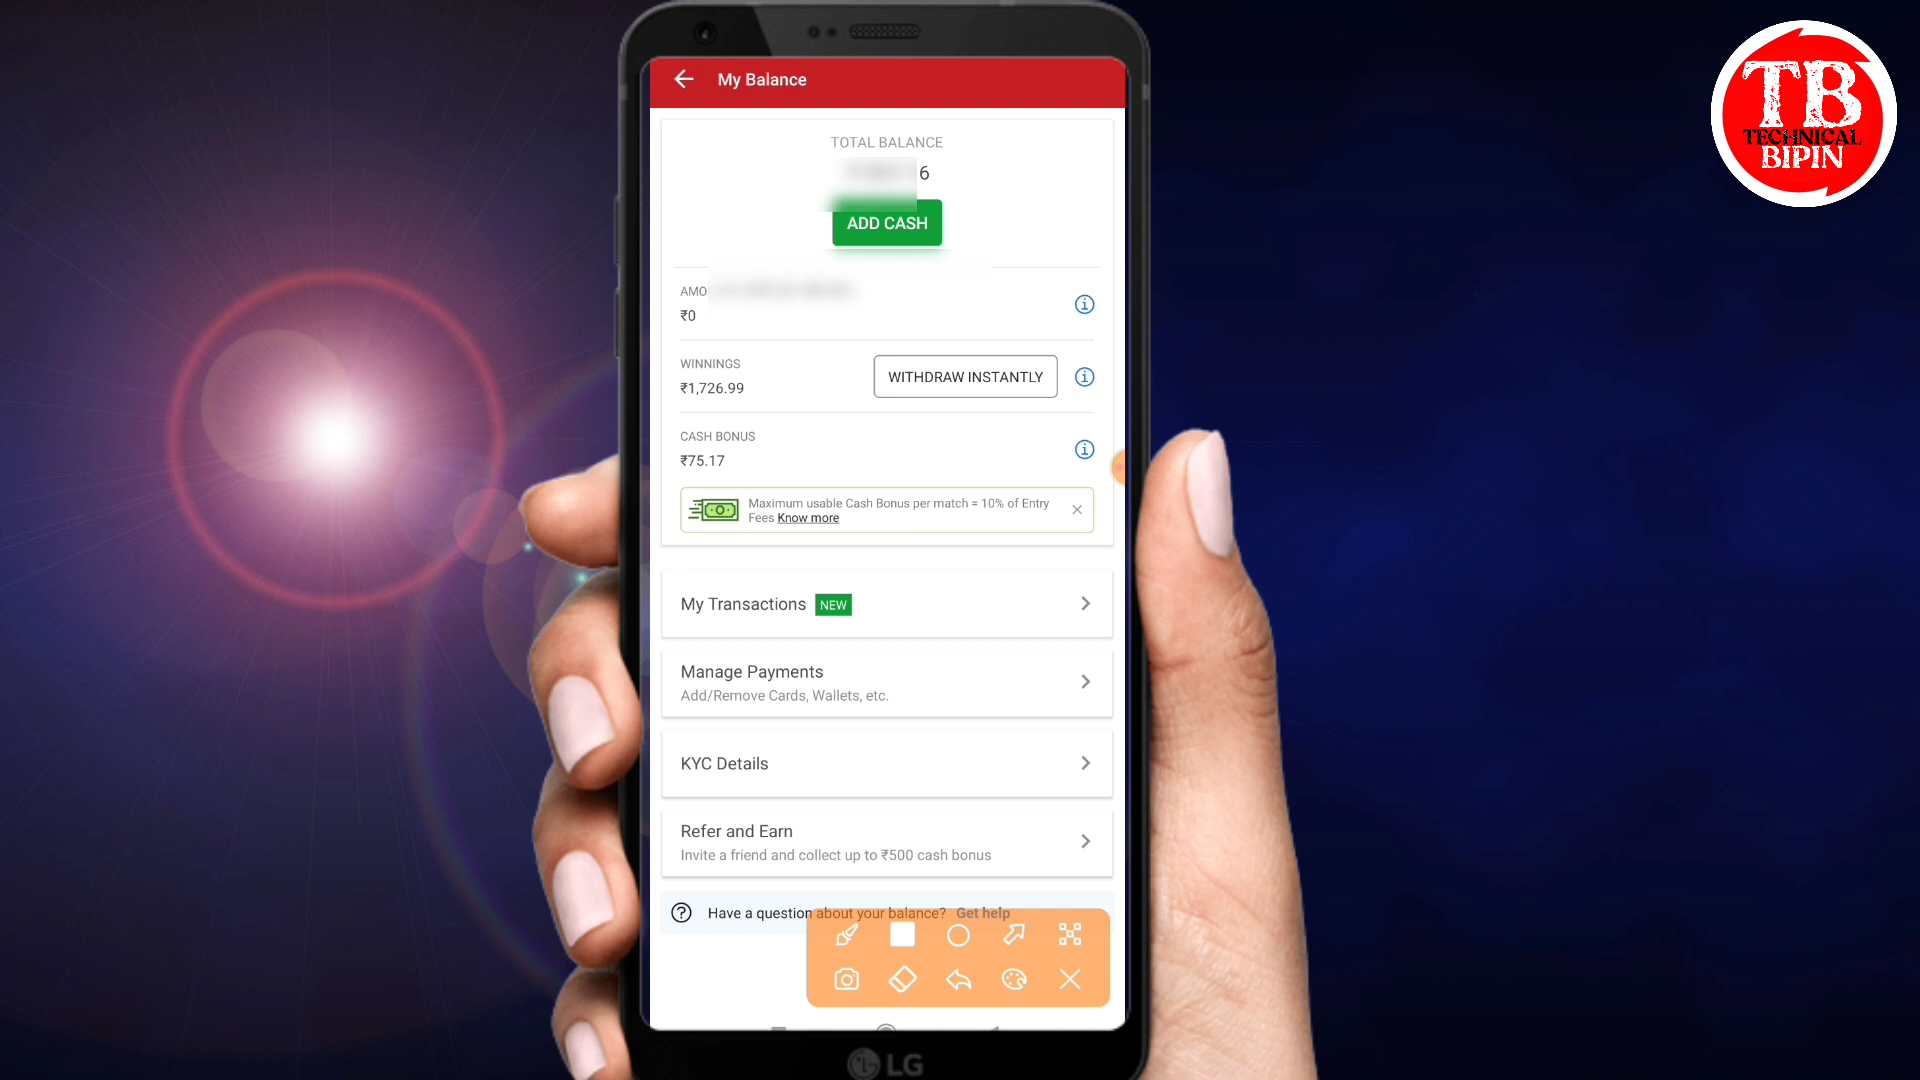 My Balance
TB
TECHNICAL
BIPIN
TOTAL BALANCE
6
ADD CASH
AMO
₹0
WINNINGS
₹1,726.99
WITHDRAW INSTANTLY
CASH BONUS
₹75.17
Maximum usable Cash Bonus per match = 10% of Entry
Fees Know more
My Transactions NEW
Manage Payments
Add/Remove Cards, Wallets, etc.
KYC Details
Refer and Earn
Invite a friend and collect up to ₹500 cash bonus
Have a question about your balance? Get help
LG